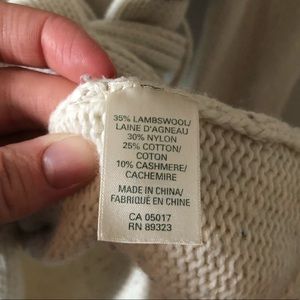 35% LAMBSWOOL/
LAINE D'AGNEAU
30% NYLON
25% COTTON/
COTON
10% CASHMERE/
CACHEMIRE
MADE IN CHINA/
FABRIQUÉ EN CHINE
CA 05017
RN 89323